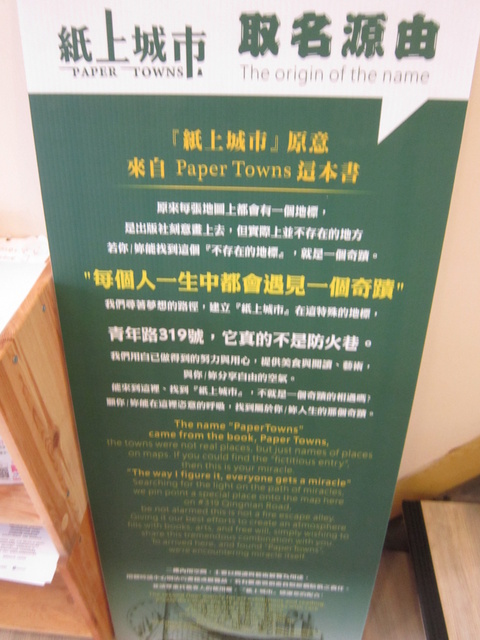 紙上城市
PAPER TOWNS
取名源由
The origin of the name
『紙上城市』原意
來自 Paper Towns 這本書
原來每張地圖上都會有一個地標，
是出版社刻意畫上去，但實際上並不存在的地方
若你/妳能找到這個『不存在的地標』，就是一個奇蹟。
"每個人一生中都會遇見一個奇蹟"
我們尋著夢想的路徑，建立『紙上城市』在這特殊的地標，
青年路319號，它真的不是防火巷。
我們用自己做得到的努力與用心，提供美食與閱讀、藝術，
與你/妳分享自由的空氣。
能來到這裡、找到『紙上城市』，不就是一個奇蹟的相遇嗎?
願你/妳能在這裡恣意的呼吸，找到屬於你/妳人生的那個奇蹟。
The name "PaperTowns"
came from the book, Paper Towns,
the towns were not real places, but just names of places
on maps. If you could find the "fictitious entry",
then this is your miracle.
"The way I figure it, everyone gets a miracle"
Searching for the light on the path of miracles,
we pin point a special place onto the map here
on #319 Qingnian Road,
be not alarmed this is not a fire escape alley.
Going it our best efforts to create an atmosphere
fills with books, arts, and free will, simply wishing to
share this tremendous combination with you.
To arrived here, and found "PaperTowns",
we're encountering miracle itself.